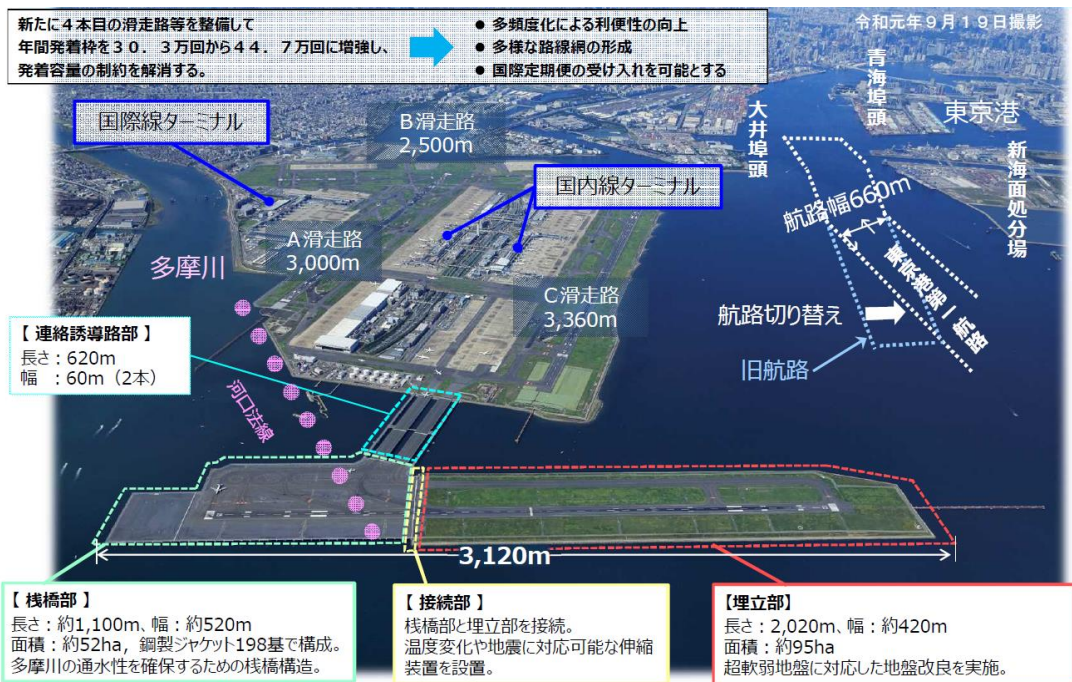 新たに４本目の滑走路等を整備して
年間発着枠を３０．３万回から４４．７万回に増強し、
発着容量の制約を解消する。
● 多頻度化による利便性の向上
● 多様な路線網の形成
● 国際定期便の受け入れを可能とする
令和元年９月１９日撮影
国際線ターミナル
B滑走路
2,500m
国内線ターミナル
大井埠頭
青海埠頭
東京港
新海面処分場
航路幅660m
A滑走路
3,000m
多摩川
C滑走路
3,360m
航路切り替え
東京港第一航路
旧航路
【 連絡誘導路部 】
長さ：620m
幅　：60m（2本）
河口法線
3,120m
【 桟橋部 】
長さ：約1,100m、幅：約520m
面積：約52ha，鋼製ジャケット198基で構成。
多摩川の通水性を確保するための桟橋構造。
【 接続部 】
桟橋部と埋立部を接続。
温度変化や地震に対応可能な伸縮
装置を設置。
【埋立部】
長さ：2,020m、幅：約420m
面積：約95ha
超軟弱地盤に対応した地盤改良を実施。